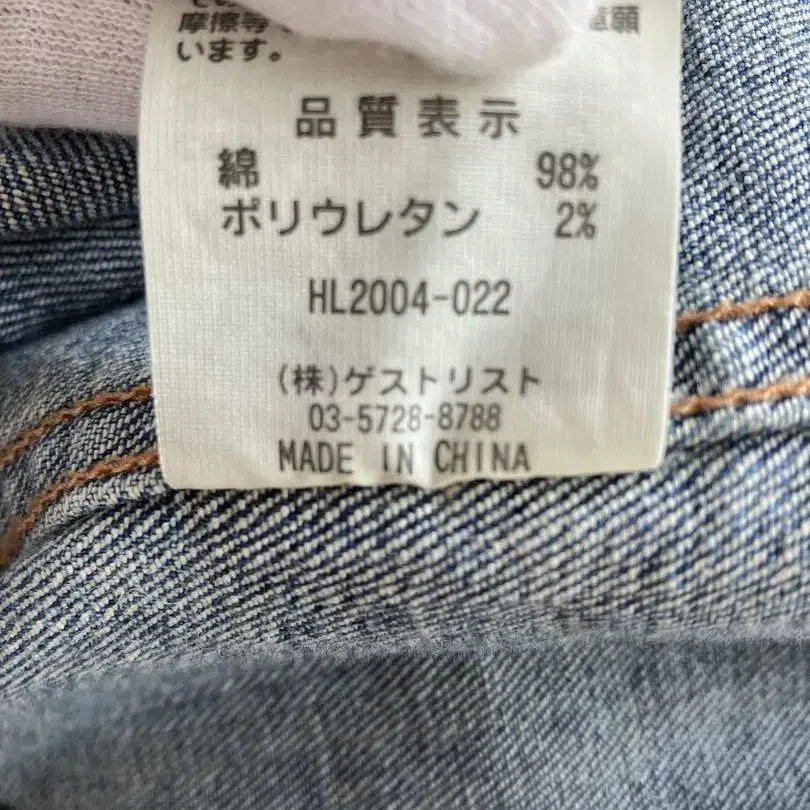 摩擦等
願
います。
品質表示
綿 98%
ポリウレタン 2%
HL2004-022
(株)ゲストリスト
03-5728-8788
MADE IN CHINA